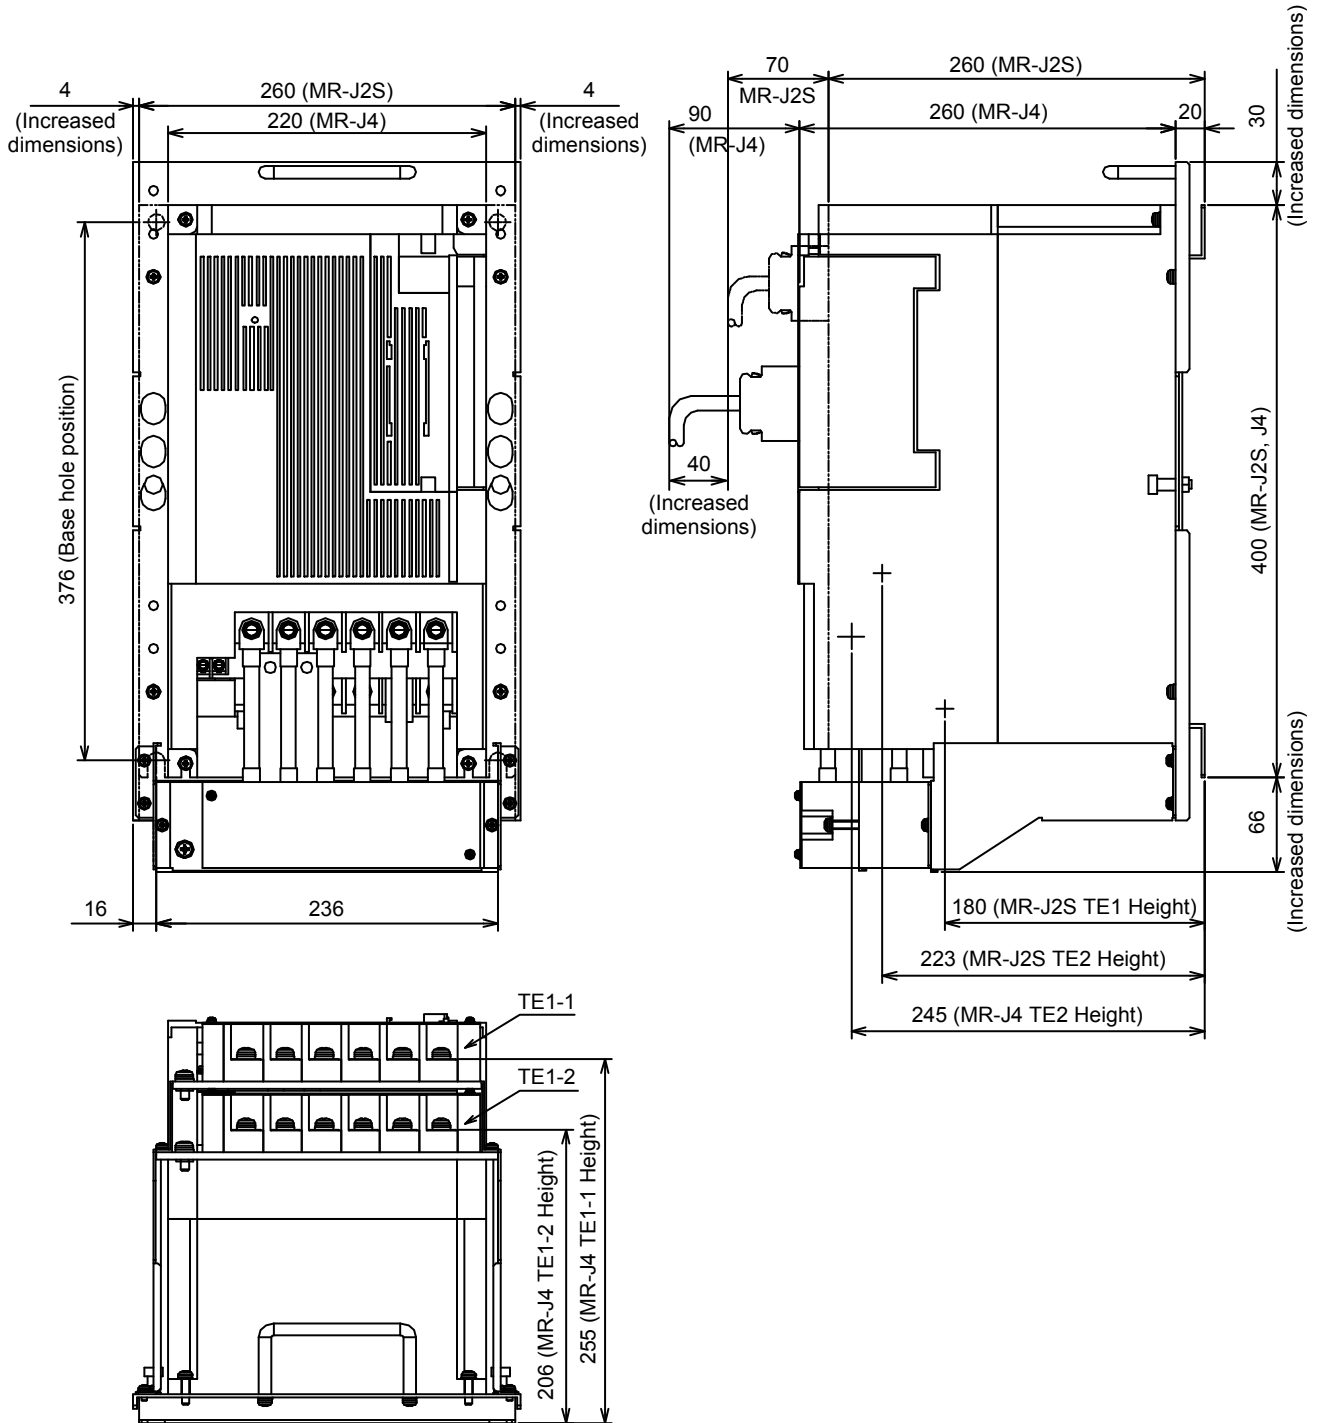 4
(Increased
dimensions)
260 (MR-J2S)
220 (MR-J4)
4
(Increased
dimensions)
376 (Base hole position)
16
236
70
MR-J2S
260 (MR-J2S)
90
(MR-J4)
260 (MR-J4)
20
30
(Increased dimensions)
40
(Increased
dimensions)
400 (MR-J2S, J4)
66
(Increased dimensions)
180 (MR-J2S TE1 Height)
223 (MR-J2S TE2 Height)
245 (MR-J4 TE2 Height)
TE1-1
TE1-2
206 (MR-J4 TE1-2 Height)
255 (MR-J4 TE1-1 Height)